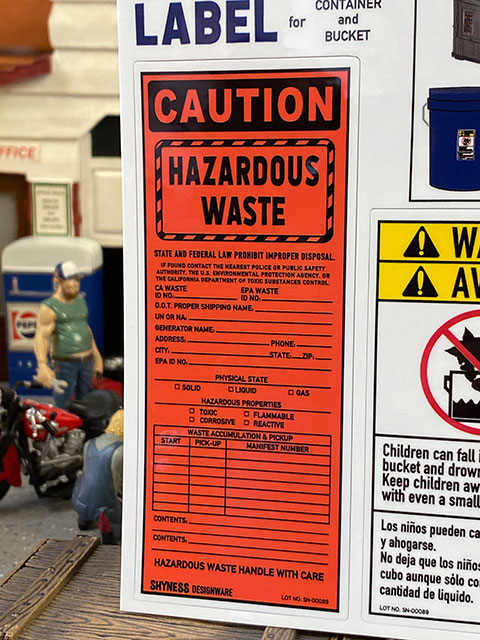 LABEL for CONTAINER
and
BUCKET
CAUTION
HAZARDOUS
WASTE
STATE AND FEDERAL LAW PROHIBIT IMPROPER DISPOSAL.
IF FOUND CONTACT THE NEAREST POLICE OR PUBLIC SAFETY
AUTHORITY, THE U.S. ENVIRONMENTAL PROTECTION AGENCY, OR
THE CALIFORNIA DEPARTMENT OF TOXIC SUBSTANCES CONTROL.
CA WASTE EPA WASTE
ID NO. ID NO.
D.O.T. PROPER SHIPPING NAME.
UN OR NA.
GENERATOR NAME.
ADDRESS. PHONE.
CITY. STATE. ZIP.
EPA ID NO.
PHYSICAL STATE
□ SOLID □ LIQUID □ GAS
HAZARDOUS PROPERTIES
□ TOXIC □ FLAMMABLE
□ CORROSIVE □ REACTIVE
WASTE ACCUMULATION & PICKUP
START PICK-UP MANIFEST NUMBER
CONTENTS.
CONTENTS.
HAZARDOUS WASTE HANDLE WITH CARE
SHYNESS DESIGNWARE
LOT NO. SN-00089
WA
AV
Children can fall i
bucket and drown
Keep children aw
with even a small
Los niños pueden ca
y ahogarse.
No deja que los niños
cubo aunque sólo co
cantidad de líquido.
LOT NO. SN-00089
FFICE
PEPS